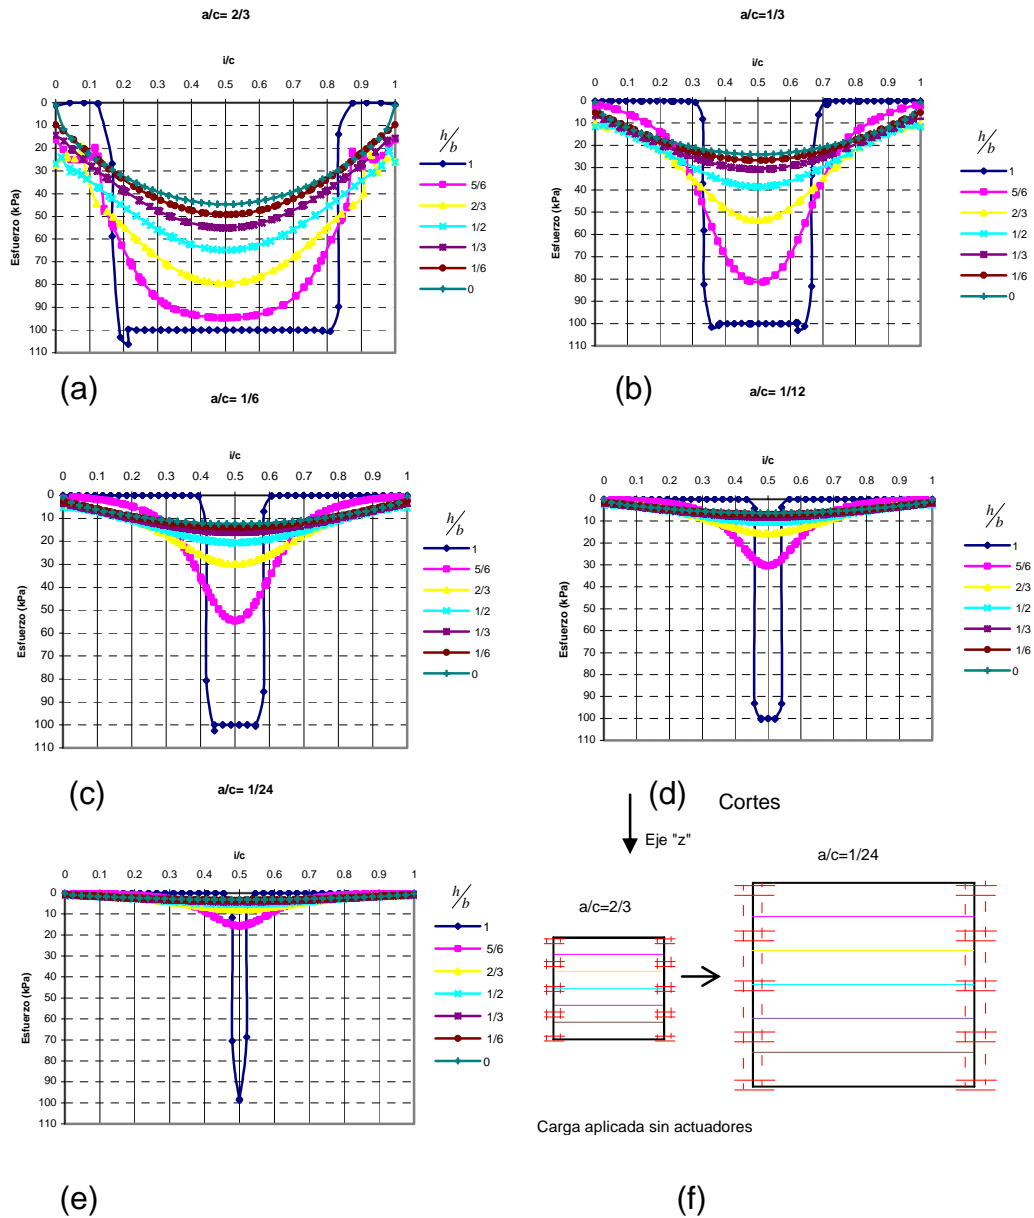 a/c= 2/3
i/c
0 0.1 0.2 0.3 0.4 0.5 0.6 0.7 0.8 0.9 1
0
10
20
30
40
50
60
70
80
90
100
110
Esfuerzo (kPa)
h/b
1
5/6
2/3
1/2
1/3
1/6
0
(a)
a/c=1/3
i/c
0 0.1 0.2 0.3 0.4 0.5 0.6 0.7 0.8 0.9 1
0
10
20
30
40
50
60
70
80
90
100
110
Esfuerzo (kPa)
h/b
1
5/6
2/3
1/2
1/3
1/6
0
(b)
a/c= 1/6
i/c
0 0.1 0.2 0.3 0.4 0.5 0.6 0.7 0.8 0.9 1
0
10
20
30
40
50
60
70
80
90
100
110
Esfuerzo (kPa)
h/b
1
5/6
2/3
1/2
1/3
1/6
0
(c)
a/c= 1/12
i/c
0 0.1 0.2 0.3 0.4 0.5 0.6 0.7 0.8 0.9 1
0
10
20
30
40
50
60
70
80
90
100
110
Esfuerzo (kPa)
h/b
1
5/6
2/3
1/2
1/3
1/6
0
(d)
a/c= 1/24
i/c
0 0.1 0.2 0.3 0.4 0.5 0.6 0.7 0.8 0.9 1
0
10
20
30
40
50
60
70
80
90
100
110
Esfuerzo (kPa)
h/b
1
5/6
2/3
1/2
1/3
1/6
0
(e)
Cortes
Eje "z"
a/c=1/24
a/c=2/3
Carga aplicada sin actuadores
(f)